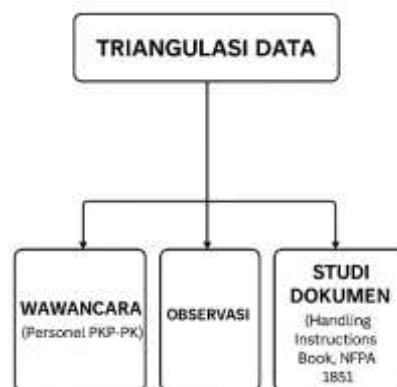 TRIANGULASI DATA
WAWANCARA
(Personel PKP-PK)
OBSERVASI
STUDI
DOKUMEN
(Handling
Instructions
Book, NFPA
1851